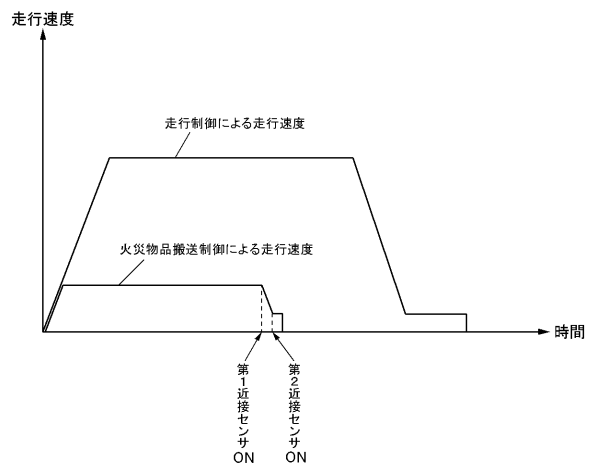 走行速度
走行制御による走行速度
火災物品搬送制御による走行速度
時間
第1近接センサON
第2近接センサON